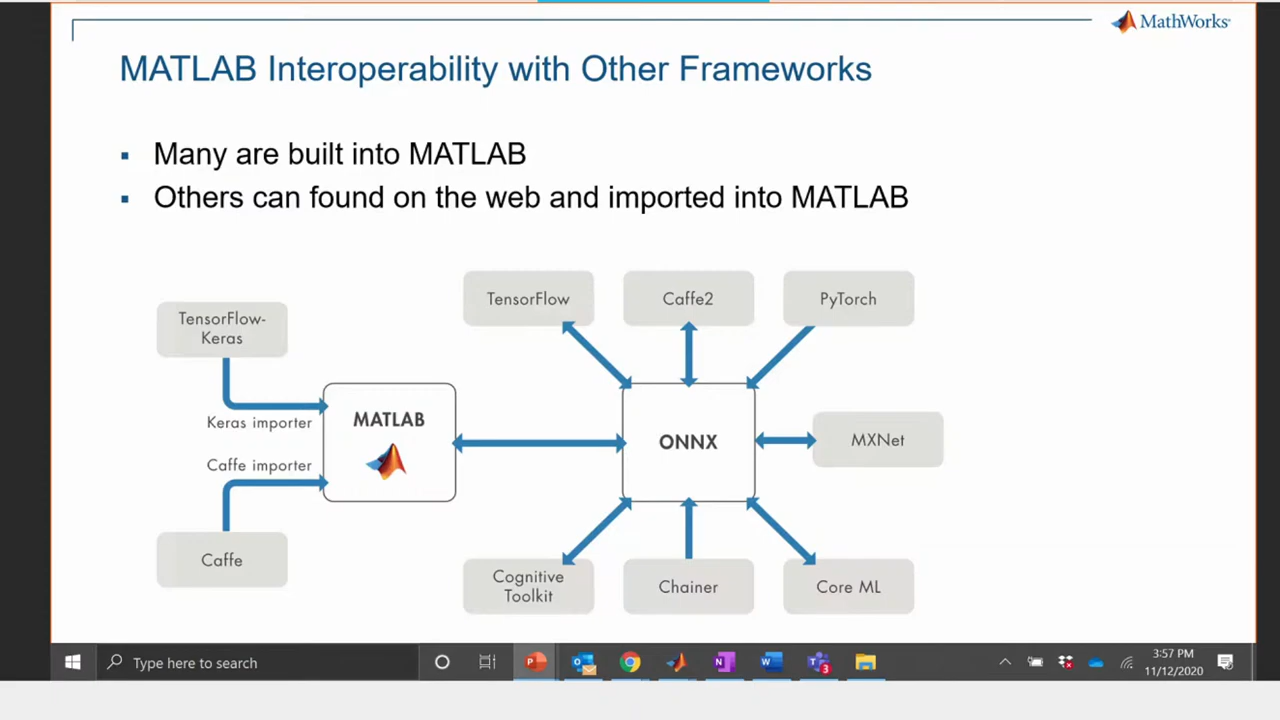 MathWorks
MATLAB Interoperability with Other Frameworks
Many are built into MATLAB
Others can found on the web and imported into MATLAB
TensorFlow-
Keras
Keras importer
Caffe importer
Caffe
MATLAB
TensorFlow
Caffe2
PyTorch
ONNX
MXNet
Cognitive
Toolkit
Chainer
Core ML
Type here to search
3
3:57 PM
11/12/2020